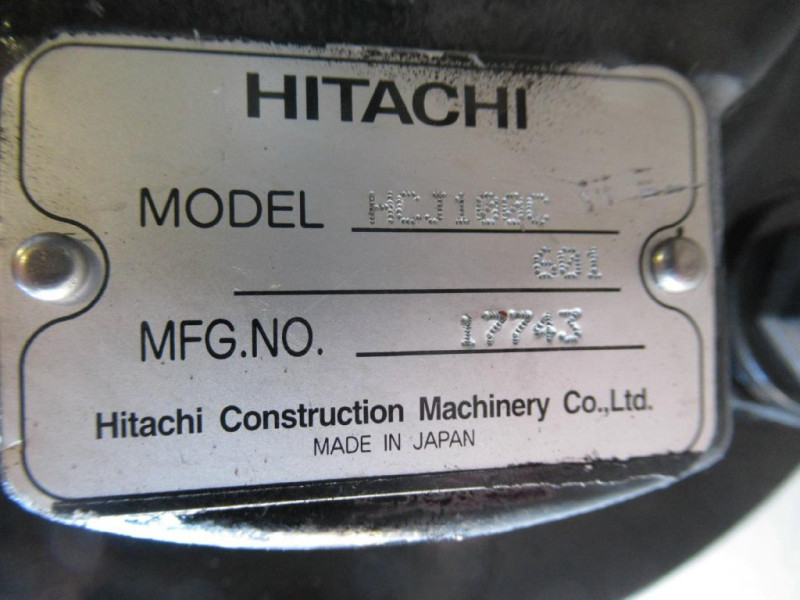 HITACHI
MODEL HCJ100C
601
MFG.NO. 17743
Hitachi Construction Machinery Co.,Ltd.
MADE IN JAPAN